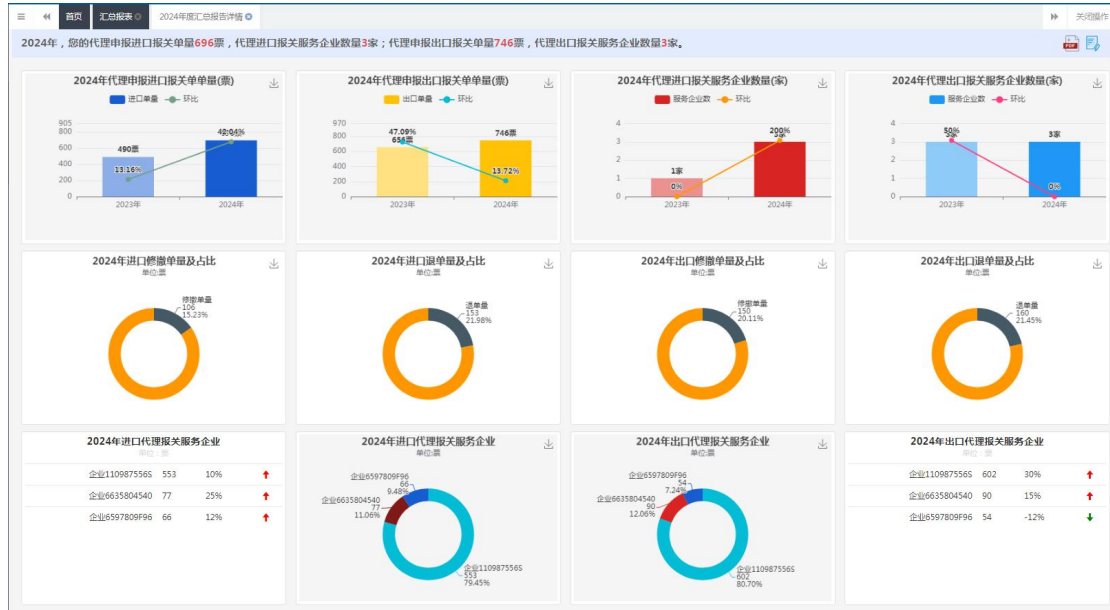 首页 汇总报表 2024年度汇总报告详情 关闭操作
2024年，您的代理申报进口报关单量696票，代理进口报关服务企业数量3家；代理申报出口报关单量746票，代理出口报关服务企业数量3家。
PDF
2024年代理申报进口报关单单量(票)
进口单量 环比
905
800
600
400
200
0
490票
13.16%
42.04%
2023年 2024年
2024年代理申报出口报关单单量(票)
出口单量 环比
970
800
600
400
200
0
47.09%
656票
746票
13.72%
2023年 2024年
2024年代理进口报关服务企业数量(家)
服务企业数 环比
4
3
2
1
0
1家
0%
200%
3家
2023年 2024年
2024年代理出口报关服务企业数量(家)
服务企业数 环比
4
3
2
1
0
50%
3家
3家
0%
2023年 2024年
2024年进口修撤单量及占比
单位:票
修撤单量
106
15.23%
2024年进口退单量及占比
单位:票
退单量
153
21.98%
2024年出口修撤单量及占比
单位:票
修撤单量
150
20.11%
2024年出口退单量及占比
单位:票
退单量
160
21.45%
2024年进口代理报关服务企业
单位：票
企业110987556S 553 10%
企业6635804540 77 25%
企业6597809F96 66 12%
2024年进口代理报关服务企业
单位:票
企业6597809F96
66
9.48%
企业6635804540
77
11.06%
企业110987556S
553
79.45%
2024年出口代理报关服务企业
单位:票
企业6597809F96
54
7.24%
企业6635804540
90
12.06%
企业110987556S
602
80.70%
2024年出口代理报关服务企业
单位：票
企业110987556S 602 30%
企业6635804540 90 15%
企业6597809F96 54 -12%